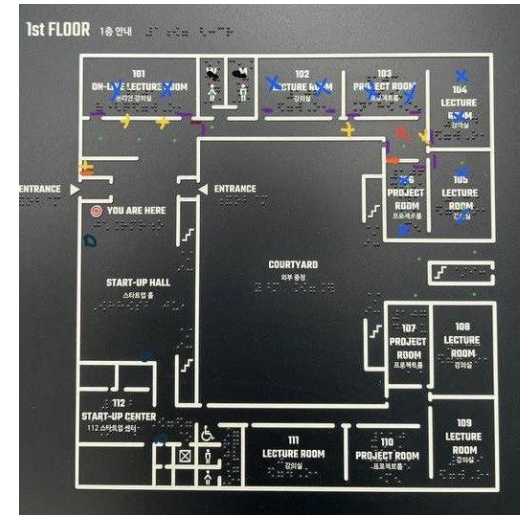 1st FLOOR 1층 안내
101
ON-LINE LECTURE ROOM
온라인 강의실
102
LECTURE ROOM
강의실
103
PROJECT ROOM
프로젝트룸
104
LECTURE
ROOM
강의실
ENTRANCE
ENTRANCE
YOU ARE HERE
106
PROJECT
ROOM
프로젝트룸
105
LECTURE
ROOM
강의실
START-UP HALL
스타트업 홀
COURTYARD
외부 중정
107
PROJECT
ROOM
프로젝트룸
108
LECTURE
ROOM
강의실
112
START-UP CENTER
112 스타트업 센터
111
LECTURE ROOM
강의실
110
PROJECT ROOM
프로젝트룸
109
LECTURE
ROOM
강의실